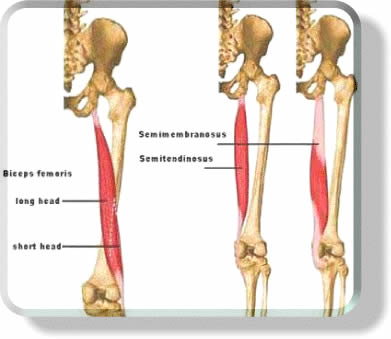 Semimembranosus
Semitendinosus
Biceps femoris
long head
short head